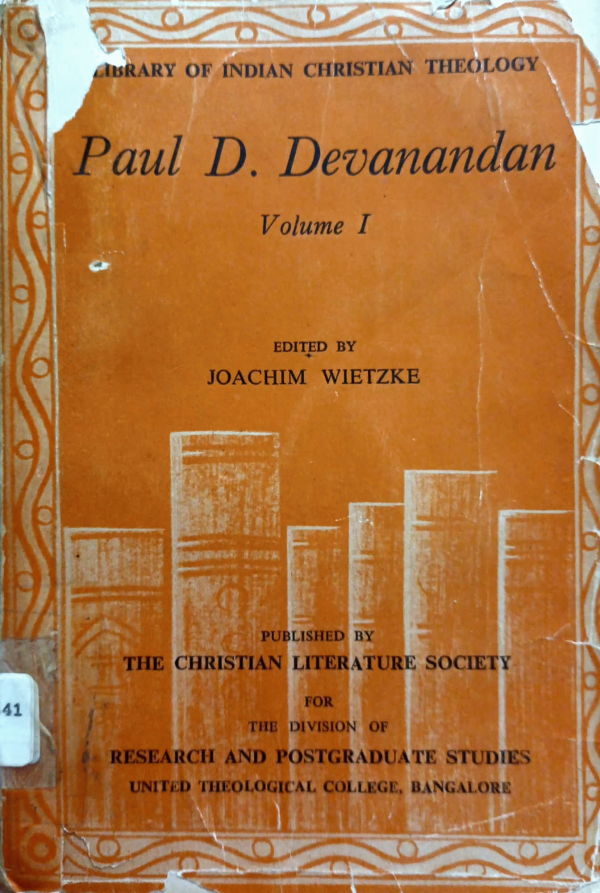 LIBRARY OF INDIAN CHRISTIAN THEOLOGY
Paul D. Devanandan
Volume I
EDITED BY
JOACHIM WIETZKE
PUBLISHED BY
THE CHRISTIAN LITERATURE SOCIETY
FOR
THE DIVISION OF
RESEARCH AND POSTGRADUATE STUDIES
UNITED THEOLOGICAL COLLEGE, BANGALORE
41